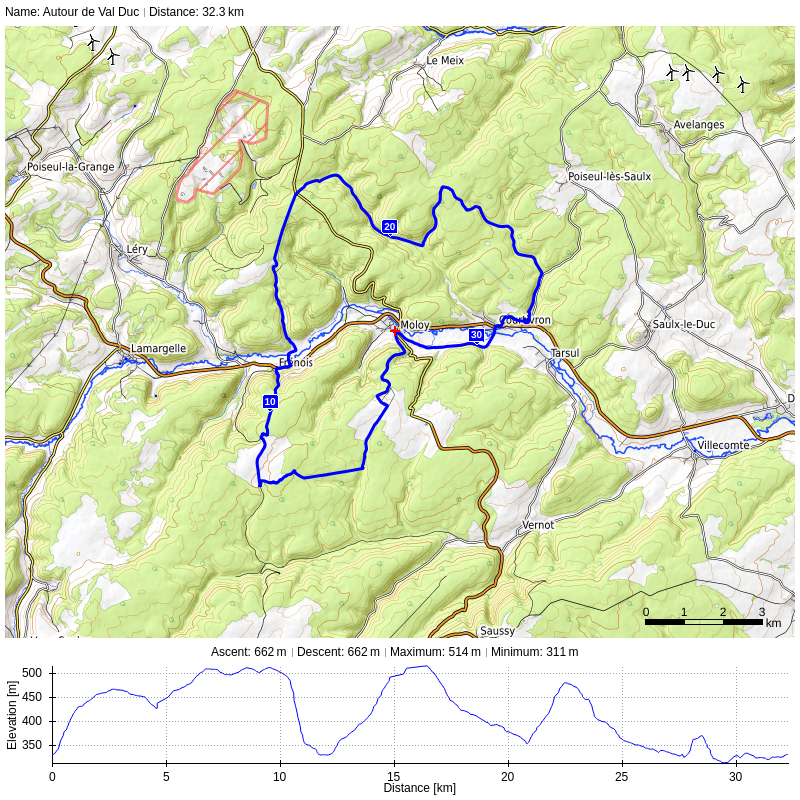 Name: Autour de Val Duc | Distance: 32.3 km
Le Meix
Avelanges
Poiseul-la-Grange
Poiseul-lès-Saulx
20
Léry
Moloy
Courtivron
Saulx-le-Duc
30
Lamargelle
Frénois
Tarsul
10
D
Villecomte
Vernot
0 1 2 3
km
Saussy
Ascent: 662 m | Descent: 662 m | Maximum: 514 m | Minimum: 311 m
Elevation [m]
500
450
400
350
0 5 10 15 20 25 30
Distance [km]